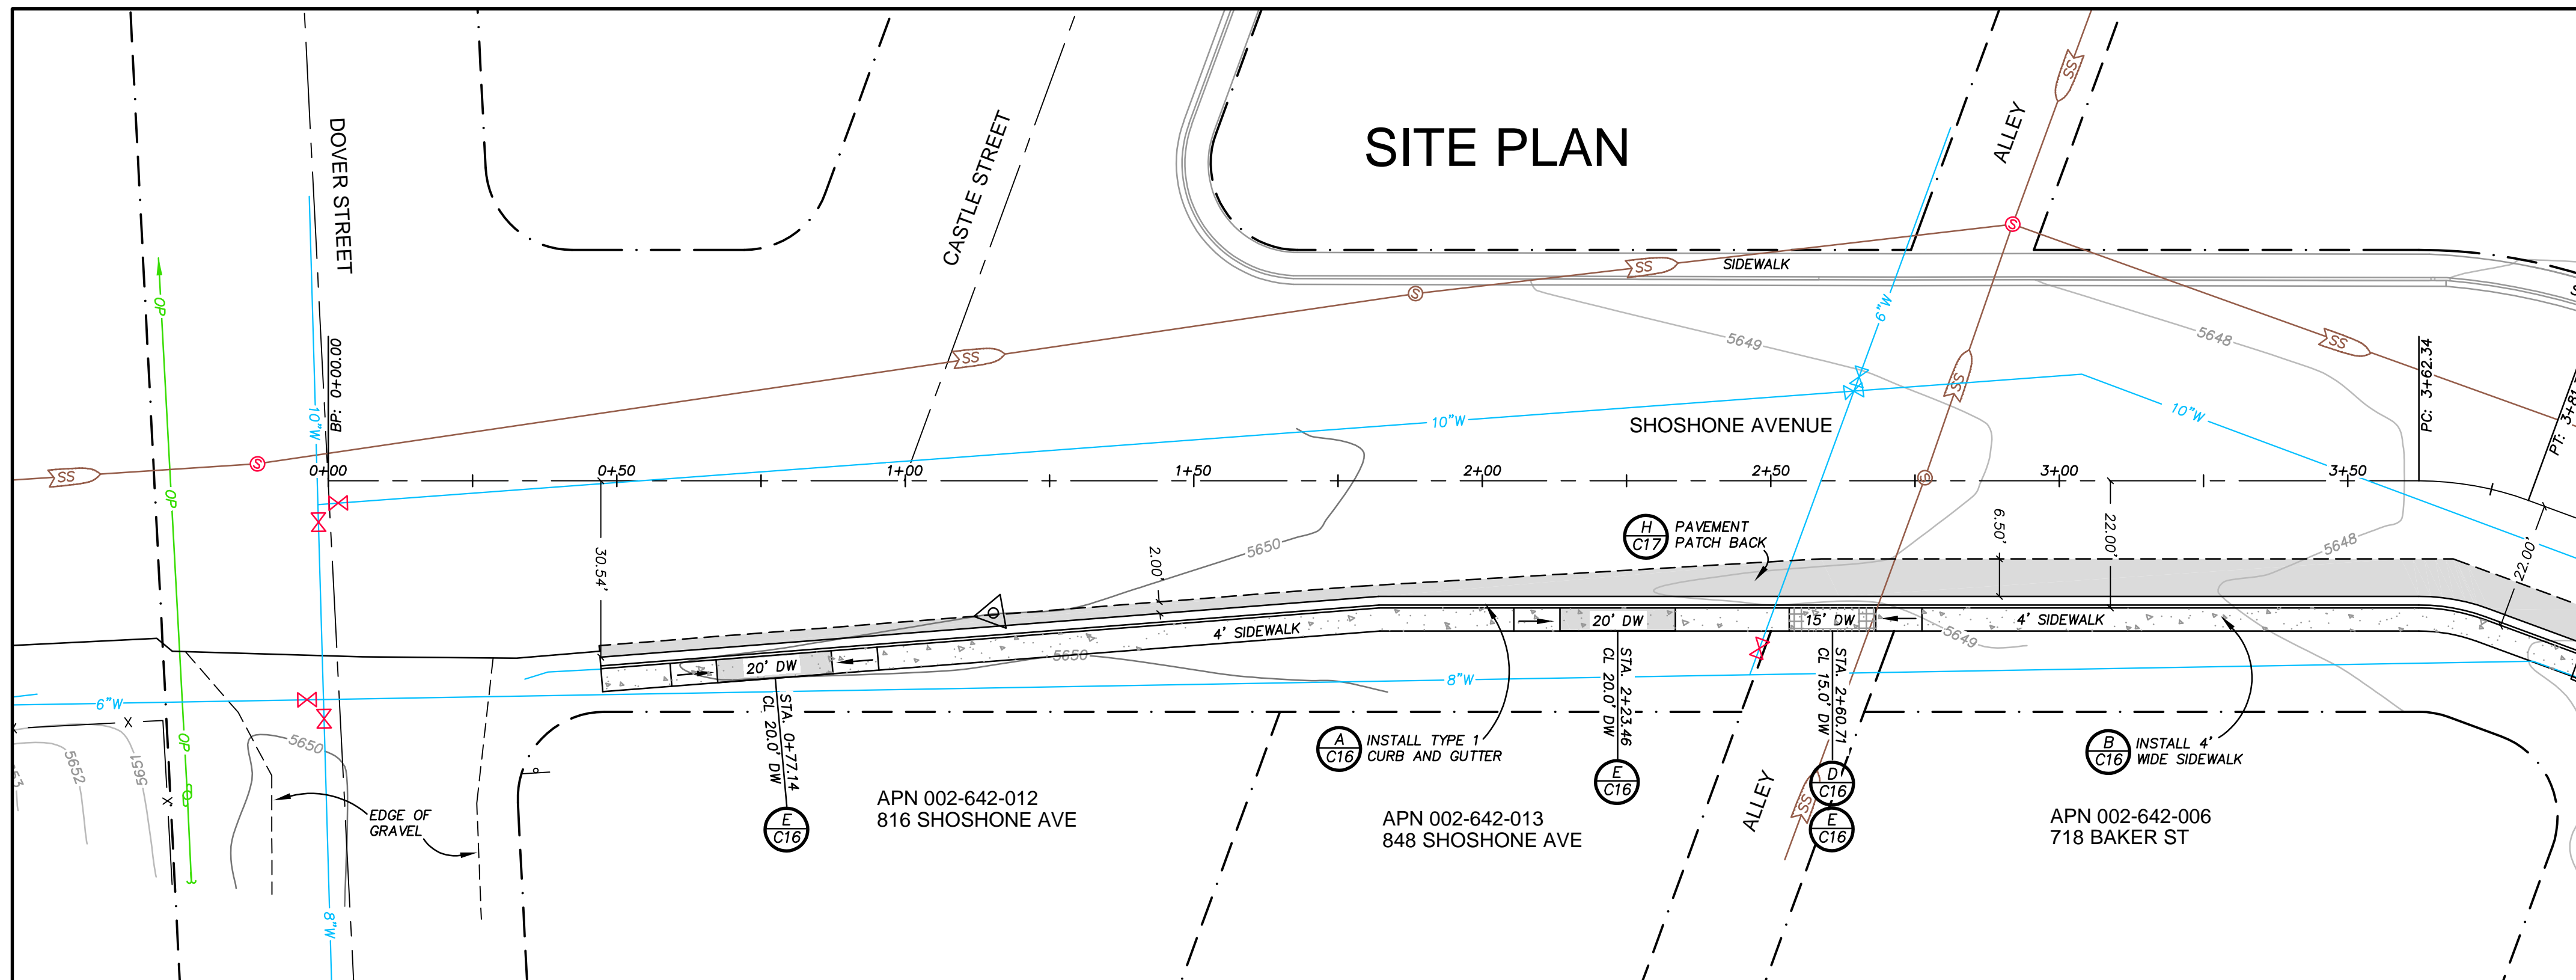 SITE PLAN
DOVER STREET
CASTLE STREET
ALLEY
SS
SS
SIDEWALK
OP
6"W
5649
5648
SS
BP: 0+00.00
PC: 3+62.34
SS
SS
10"W
10"W
10"W
SHOSHONE AVENUE
S
S
S
S
SS
OP
0+00
0+50
1+00
1+50
2+00
2+50
3+00
3+50
30.54'
2.00'
5650
H
C17
PAVEMENT
PATCH BACK
6.50'
22.00'
5648
22.00'
20' DW
4' SIDEWALK
5650
20' DW
15' DW
4' SIDEWALK
5649
6"W
X
X
8"W
OP
5652
5651
5650
EDGE OF
GRAVEL
8"W
STA. 0+77.14
CL 20.0' DW
E
C16
APN 002-642-012
816 SHOSHONE AVE
A
C16
INSTALL TYPE 1
CURB AND GUTTER
STA. 2+23.46
CL 20.0' DW
E
C16
APN 002-642-013
848 SHOSHONE AVE
ALLEY
SS
STA. 2+60.71
CL 15.0' DW
D
C16
E
C16
B
C16
INSTALL 4'
WIDE SIDEWALK
APN 002-642-006
718 BAKER ST